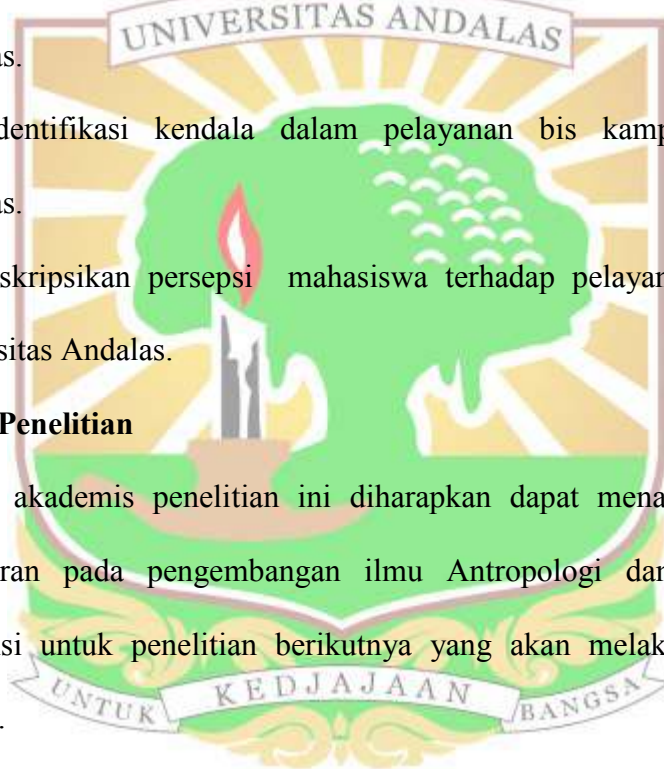 UNIVERSITAS ANDALAS
as.
dentifikasi kendala dalam pelayanan bis kamp
as.
skripsikan persepsi mahasiswa terhadap pelayan
sitas Andalas.
Penelitian
akademis penelitian ini diharapkan dapat mena
ran pada pengembangan ilmu Antropologi dan
si untuk penelitian berikutnya yang akan melak
UNTUK KEDJAJAAN BANGSA
.